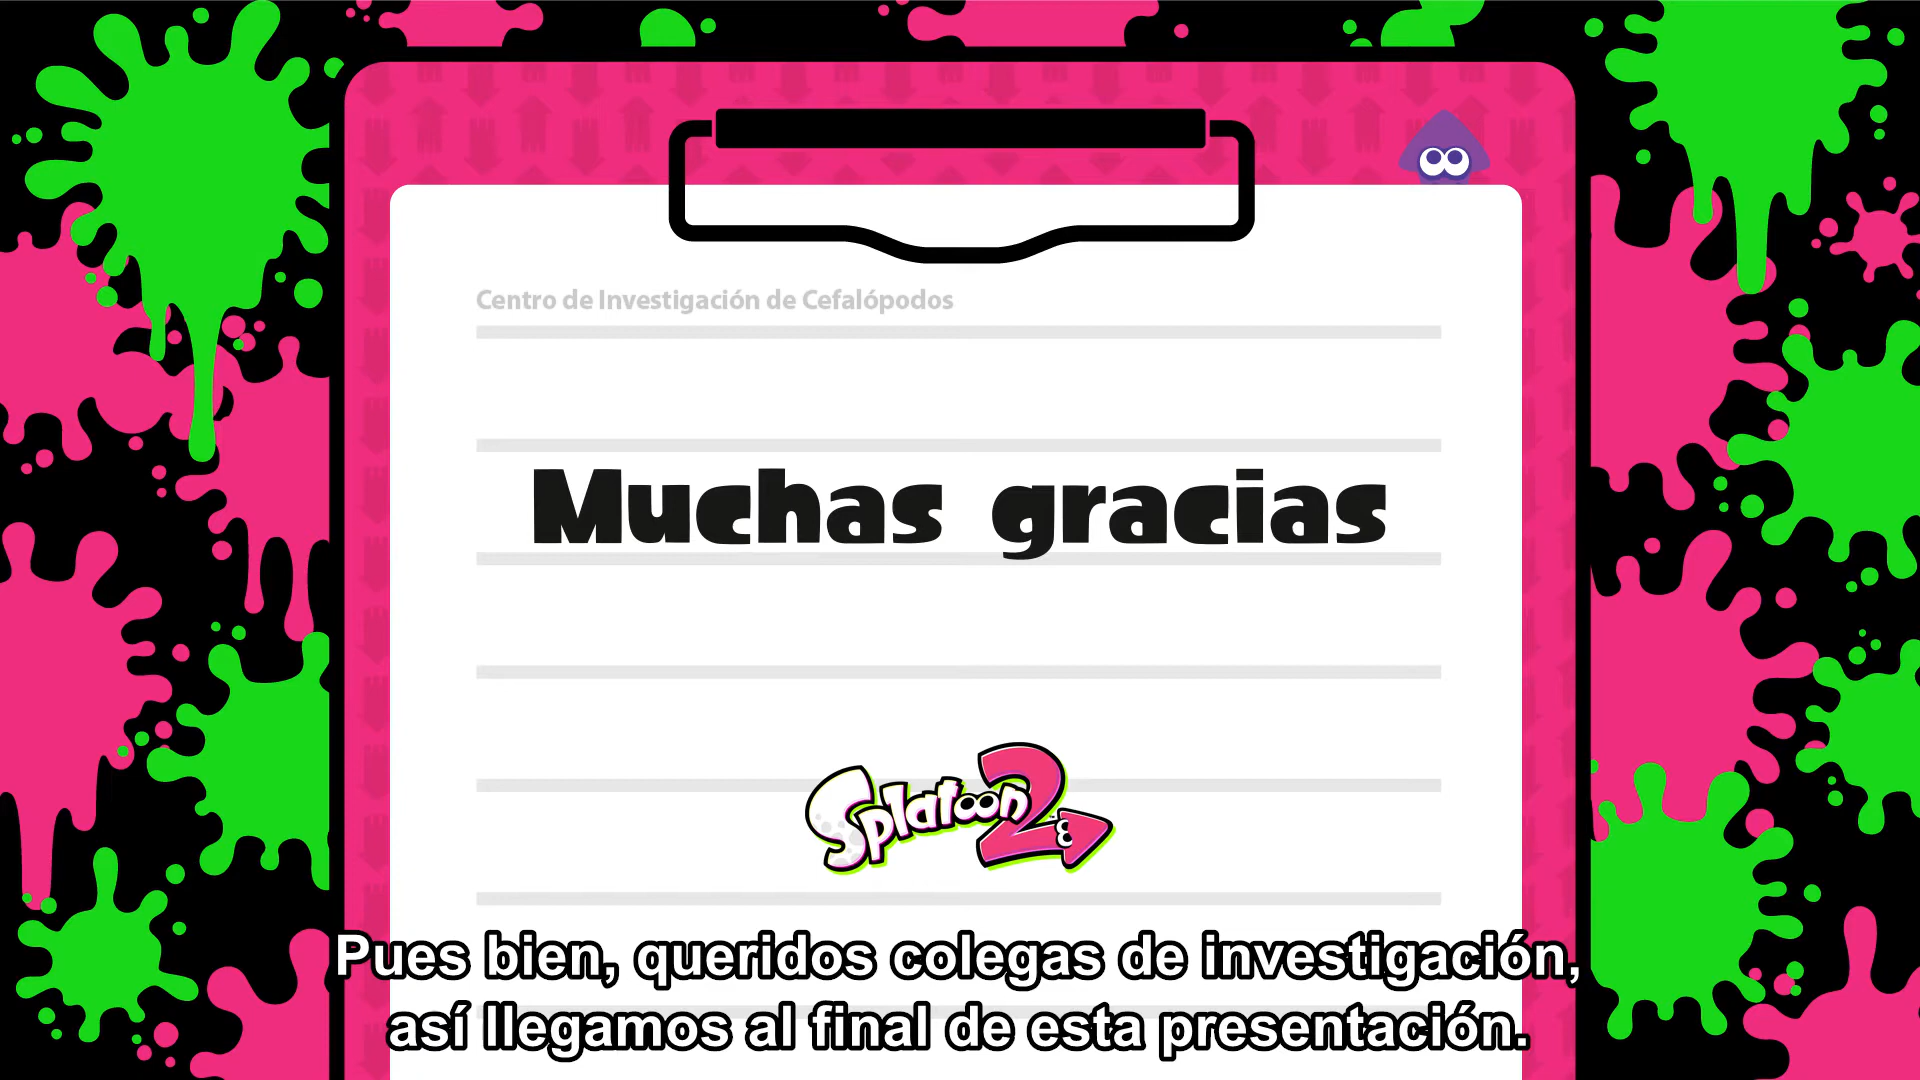 Centro de Investigación de Cefalópodos
Muchas gracias
Splatoon 2
Pues bien, queridos colegas de investigación,
así llegamos al final de esta presentación.